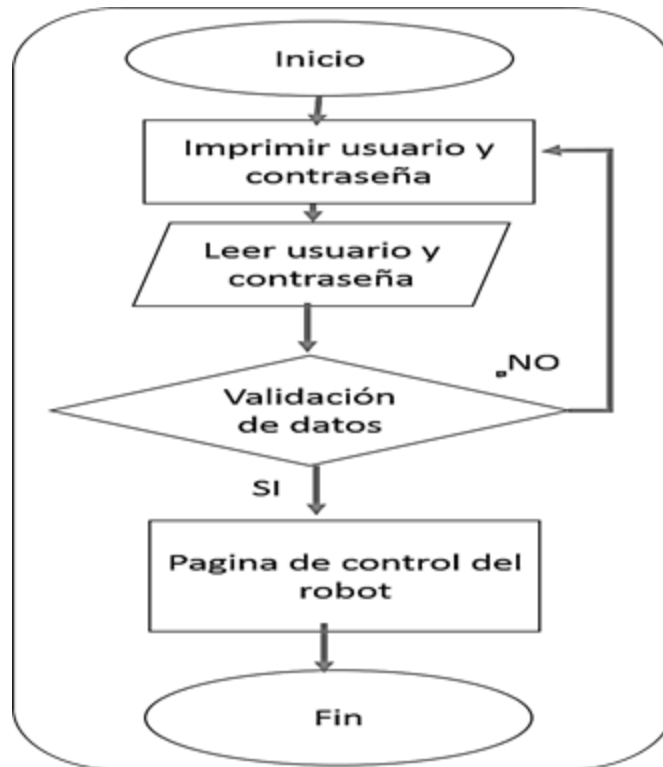 Inicio
Imprimir usuario y
contraseña
Leer usuario y
contraseña
NO
Validación
de datos
SI
Pagina de control del
robot
Fin